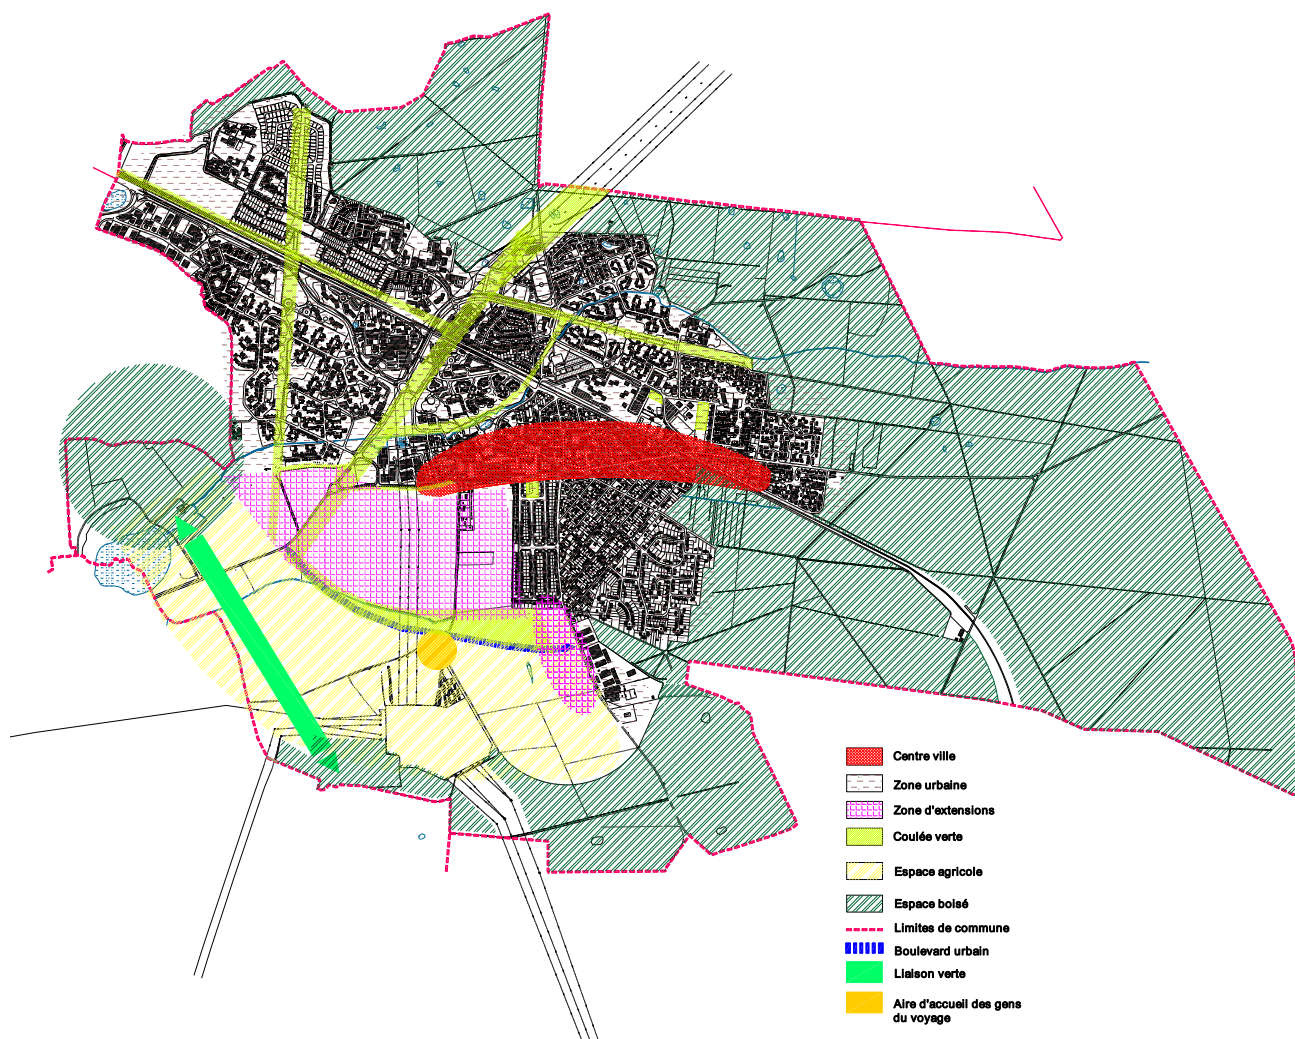 Centre ville
Zone urbaine
Zone d'extensions
Coulée verte
Espace agricole
Espace boisé
Limites de commune
Boulevard urbain
Liaison verte
Aire d'accueil des gens
du voyage